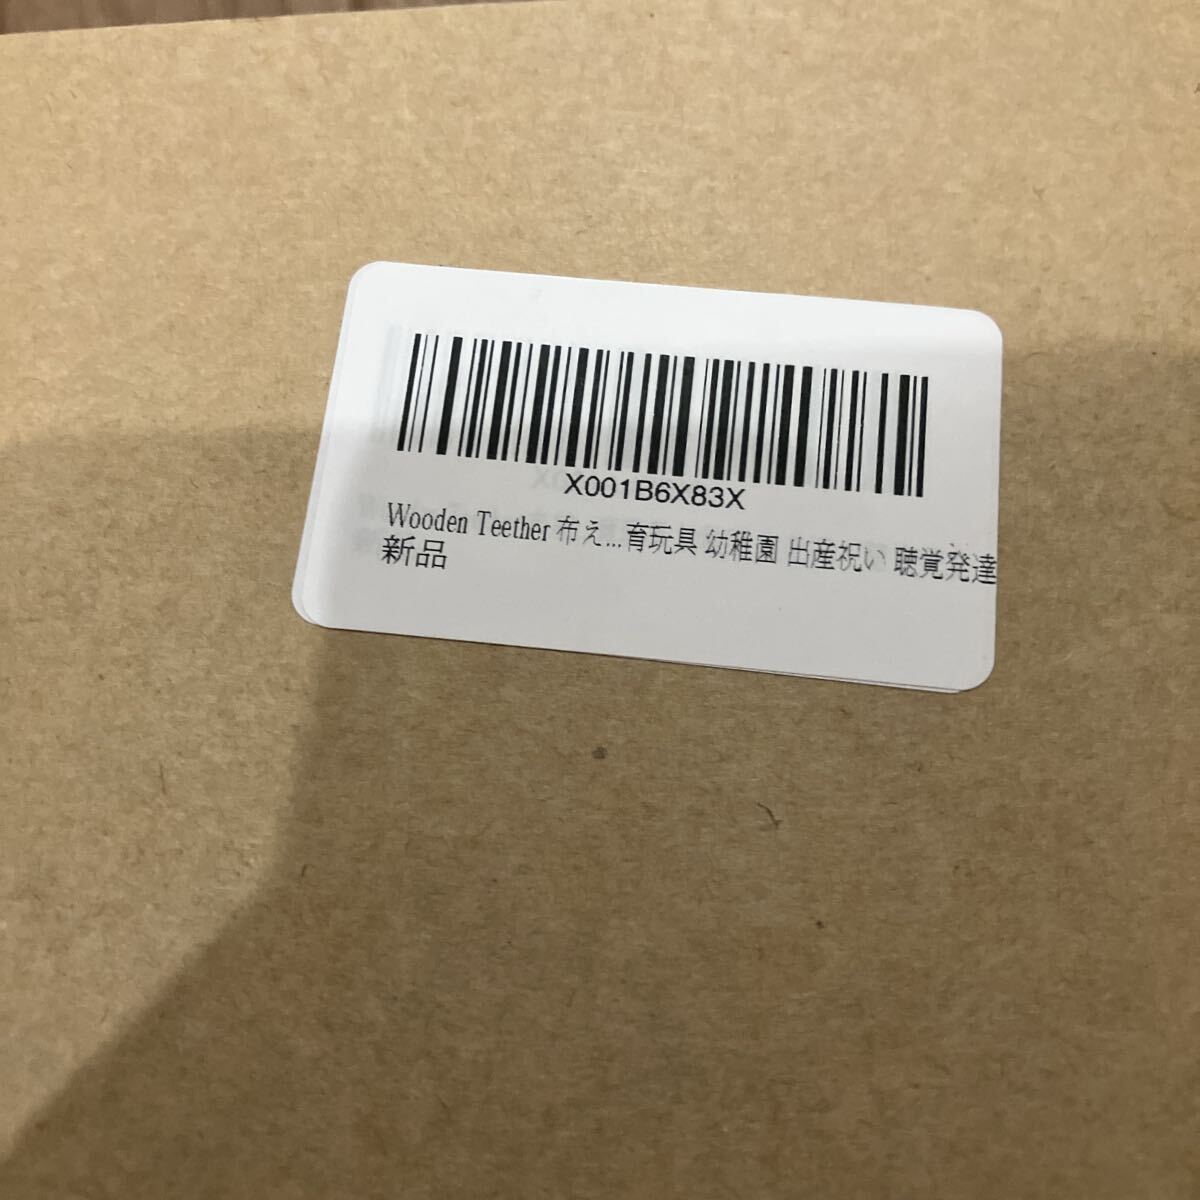 X001B6X83X
Wooden Teether 布え...育玩具 幼稚園 出産祝い 聴覚発達
新品